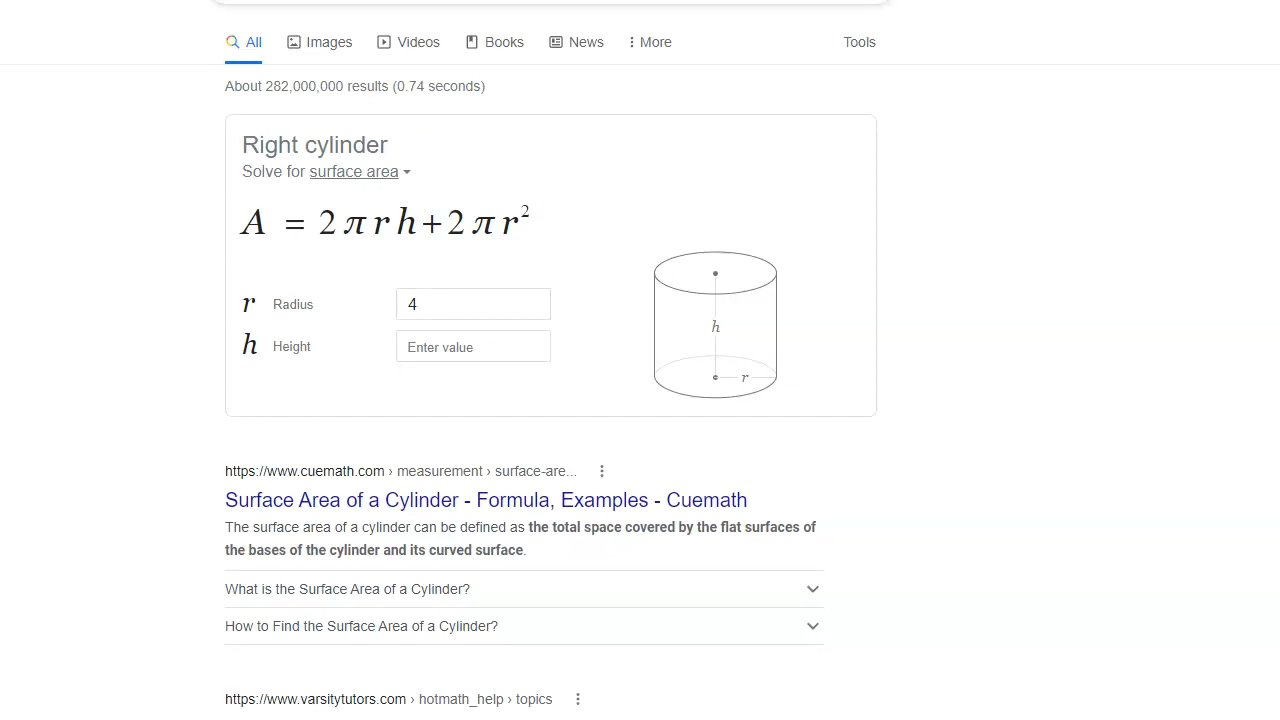 All Images Videos Books News More Tools
About 282,000,000 results (0.74 seconds)
Right cylinder
Solve for surface area
A = 2πrh+2πr²
r Radius 4
h Height Enter value
h
r
https://www.cuemath.com › measurement › surface-are...
Surface Area of a Cylinder - Formula, Examples - Cuemath
The surface area of a cylinder can be defined as the total space covered by the flat surfaces of
the bases of the cylinder and its curved surface.
What is the Surface Area of a Cylinder?
How to Find the Surface Area of a Cylinder?
https://www.varsitytutors.com › hotmath_help › topics